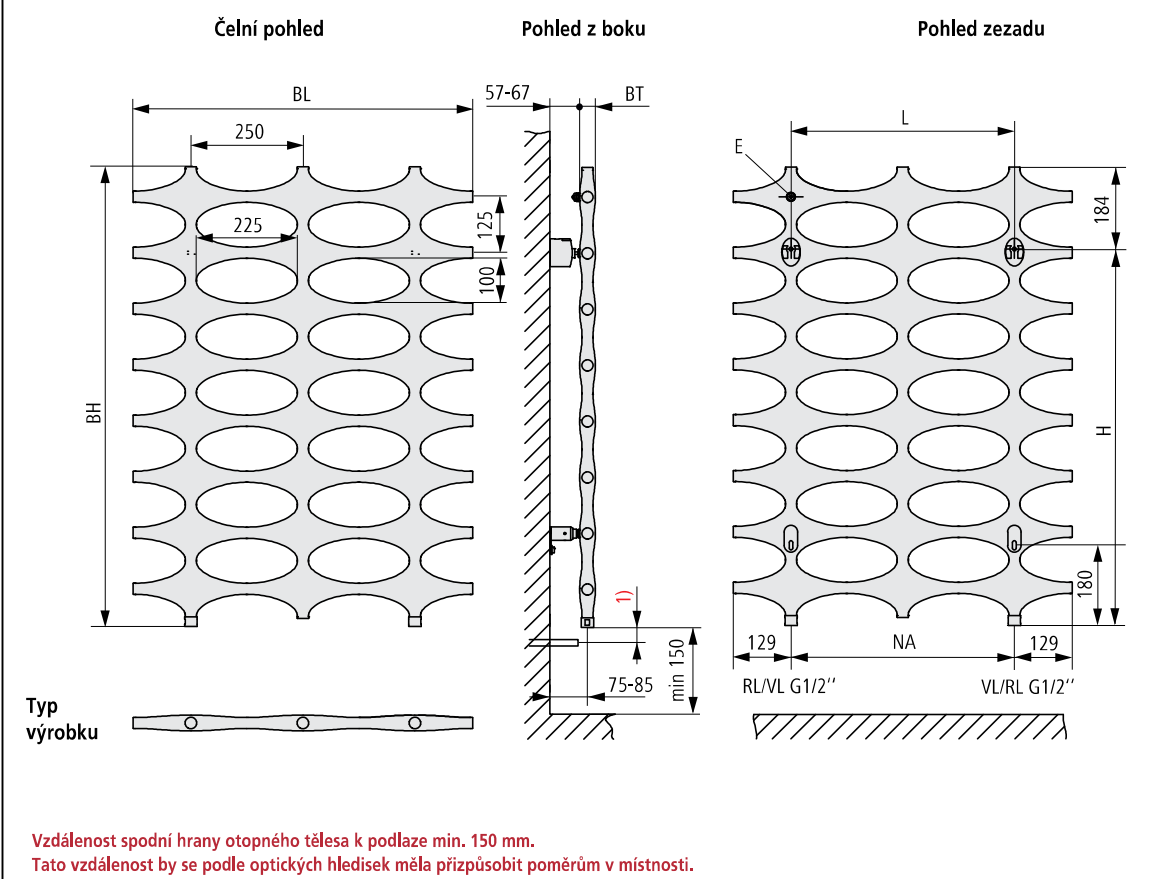 Čelní pohled
Pohled z boku
Pohled zezadu
BL
250
225
125
100
BH
57-67
BT
1)
75-85
min 150
L
E
184
H
180
129
NA
129
RL/VL G1/2‘‘
VL/RL G1/2‘‘
Typ
výrobku
Vzdálenost spodní hrany otopného tělesa k podlaze min. 150 mm.
Tato vzdálenost by se podle optických hledisek měla přizpůsobit poměrům v místnosti.